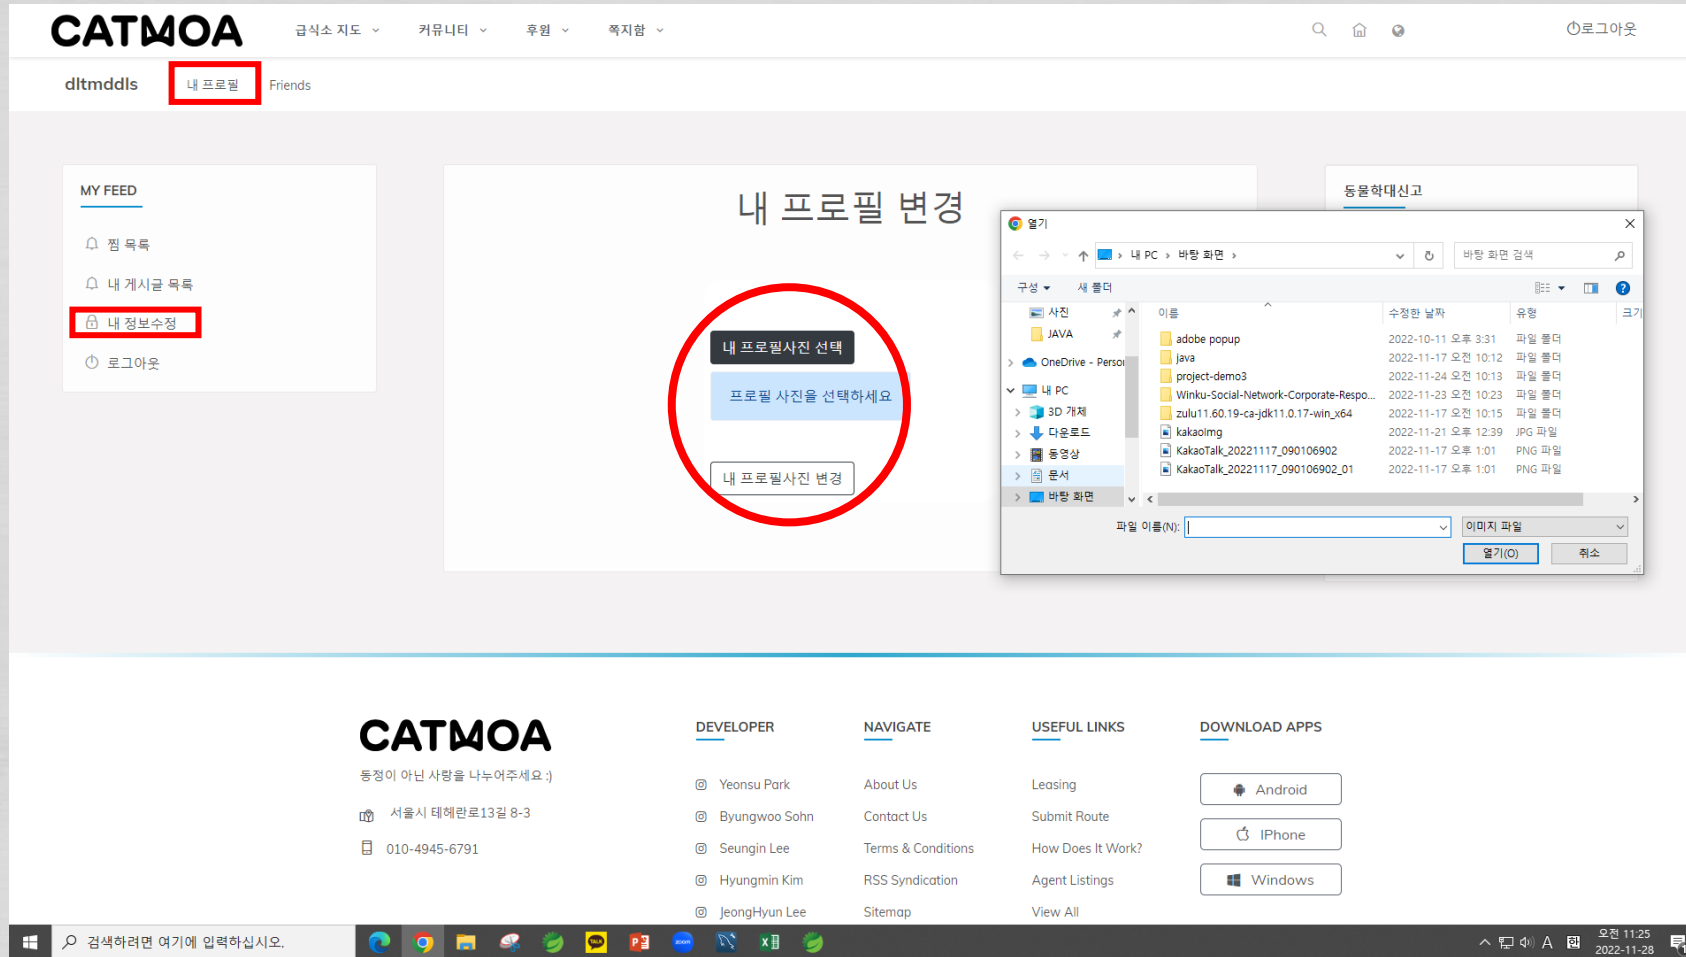 CATMOA
급식소 지도
커뮤니티
후원
쪽지함
로그아웃
dltmddls
내 프로필
Friends
MY FEED
찜 목록
내 게시글 목록
내 정보수정
로그아웃
내 프로필 변경
내 프로필사진 선택
프로필 사진을 선택하세요
내 프로필사진 변경
동물학대신고
열기
내 PC › 바탕 화면 ›
바탕 화면 검색
구성
새 폴더
사진
JAVA
OneDrive - Person
내 PC
3D 개체
다운로드
동영상
문서
바탕 화면
이름 수정한 날짜 유형 크기
adobe popup 2022-10-11 오후 3:31 파일 폴더
java 2022-11-17 오전 10:12 파일 폴더
project-demo3 2022-11-24 오전 10:13 파일 폴더
Winku-Social-Network-Corporate-Respo... 2022-11-23 오전 10:23 파일 폴더
zulu11.60.19-ca-jdk11.0.17-win_x64 2022-11-17 오전 10:15 파일 폴더
kakaoImg 2022-11-21 오후 12:39 JPG 파일
KakaoTalk_20221117_090106902 2022-11-17 오후 1:01 PNG 파일
KakaoTalk_20221117_090106902_01 2022-11-17 오후 1:01 PNG 파일
파일 이름(N):
이미지 파일
열기(O)
취소
CATMOA
동정이 아닌 사랑을 나누어주세요 :)
서울시 테헤란로13길 8-3
010-4945-6791
DEVELOPER
Yeonsu Park
Byungwoo Sohn
Seungin Lee
Hyungmin Kim
JeongHyun Lee
NAVIGATE
About Us
Contact Us
Terms & Conditions
RSS Syndication
Sitemap
USEFUL LINKS
Leasing
Submit Route
How Does It Work?
Agent Listings
View All
DOWNLOAD APPS
Android
IPhone
Windows
검색하려면 여기에 입력하십시오.
TALK
zoom
A
한
오전 11:25
2022-11-28